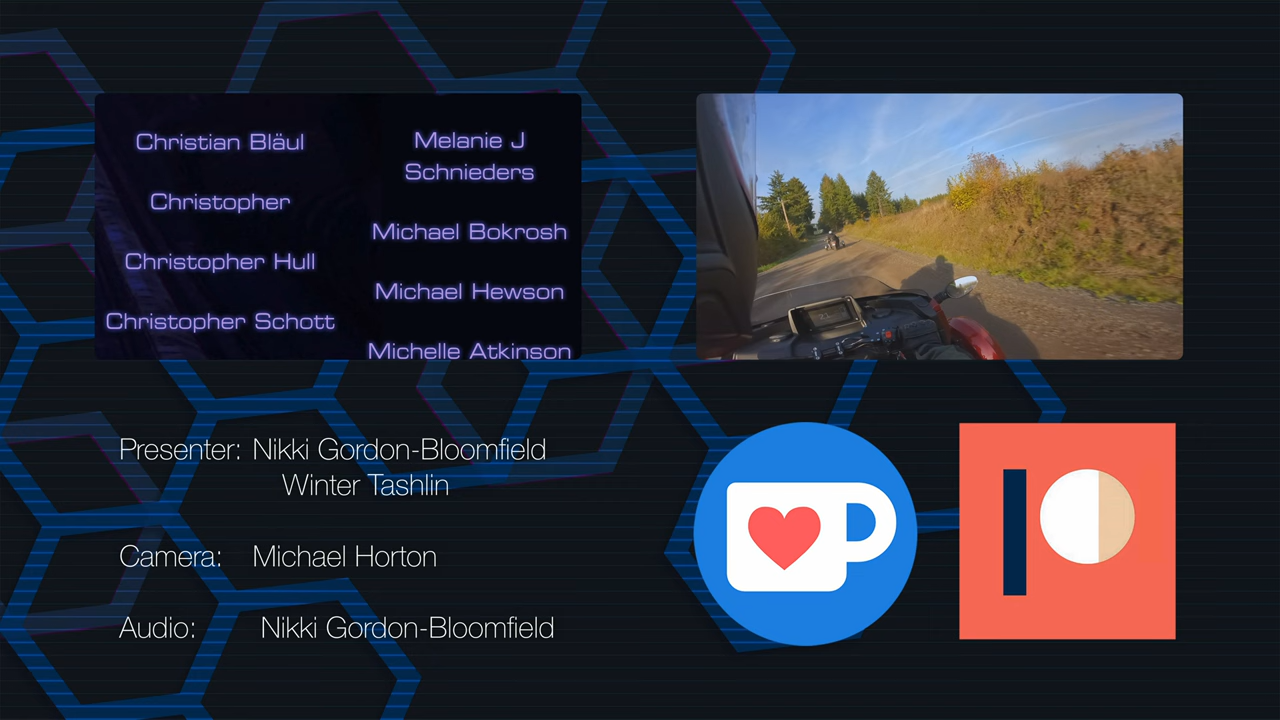 Christian Bläul
Christopher
Christopher Hull
Christopher Schott
Melanie J
Schnieders
Michael Bokrosh
Michael Hewson
Michelle Atkinson
Presenter: Nikki Gordon-Bloomfield
Winter Tashlin
Camera: Michael Horton
Audio: Nikki Gordon-Bloomfield